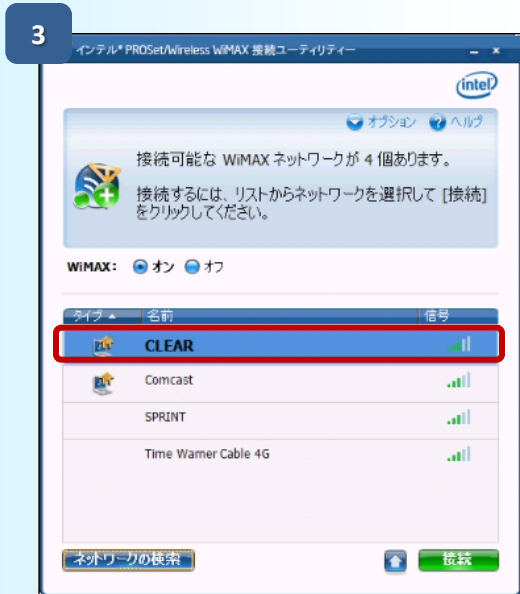 3
インテル® PROSet/Wireless WiMAX 接続ユーティリティー
intel
オプション ヘルプ
接続可能な WiMAX ネットワークが 4 個あります。
接続するには、リストからネットワークを選択して [接続]
をクリックしてください。
WiMAX: オン オフ
タイプ 名前 信号
CLEAR
Comcast
SPRINT
Time Warner Cable 4G
ネットワークの検索 接続